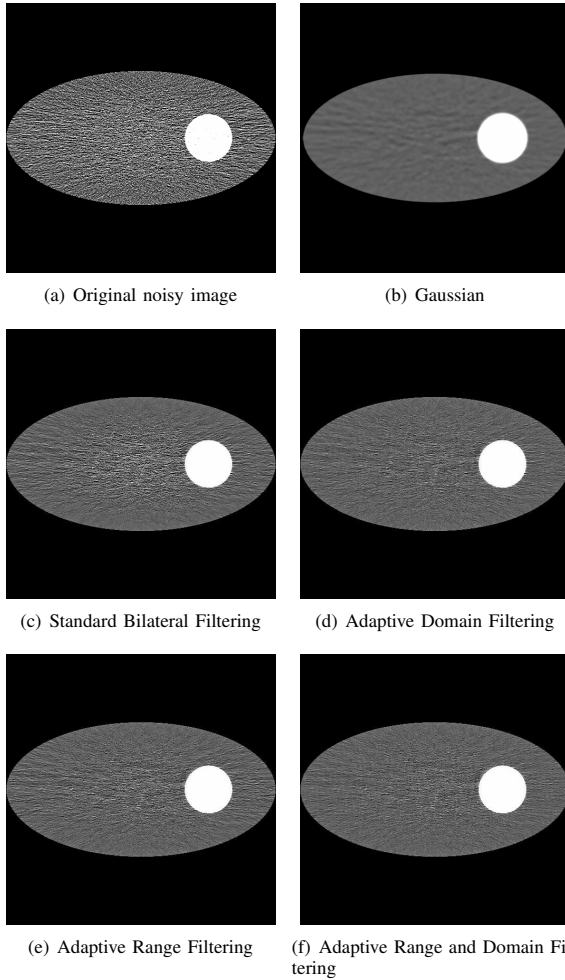 (a) Original noisy image
(b) Gaussian
(c) Standard Bilateral Filtering
(d) Adaptive Domain Filtering
(e) Adaptive Range Filtering
(f) Adaptive Range and Domain Fi
tering